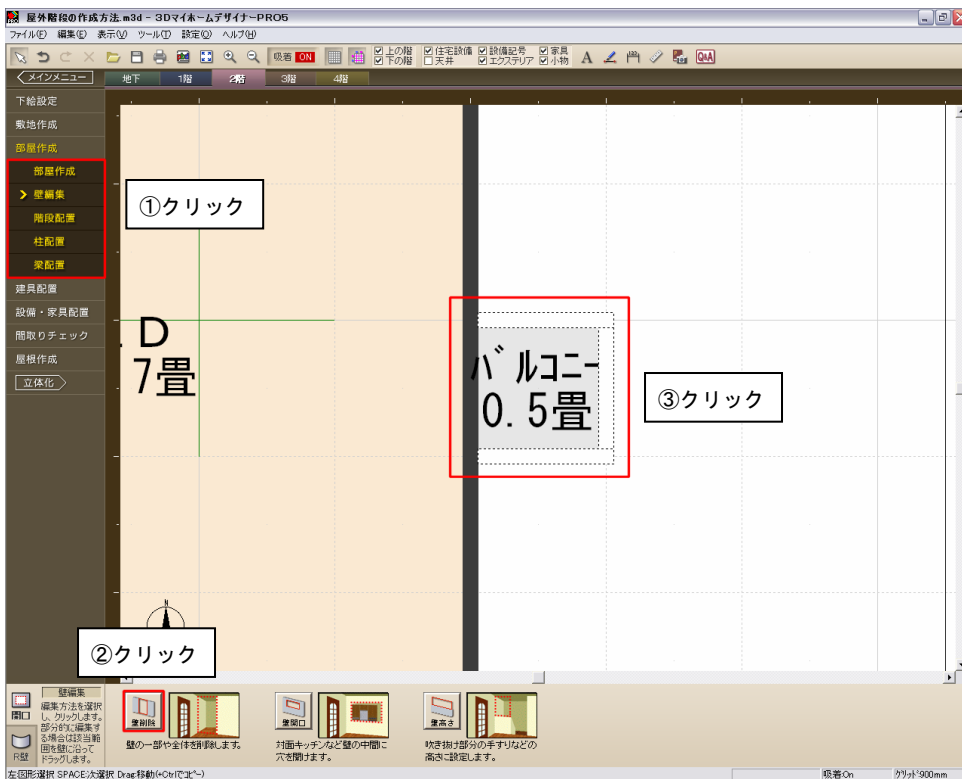 屋外階段の作成方法.m3d - 3DマイホームデザイナーPRO5
ファイル(F) 編集(E) 表示(V) ツール(T) 設定(O) ヘルプ(H)
吸着 ON
上の階 住宅設備 設備記号 家具
下の階 天井 エクステリア 小物
A
Q&A
メインメニュー
地下 1階 2階 3階 4階
下絵設定
敷地作成
部屋作成
部屋作成
壁編集
階段配置
柱配置
梁配置
建具配置
設備・家具配置
間取りチェック
屋根作成
立体化
①クリック
. D
7畳
バルコニー
0.5畳
③クリック
N
②クリック
開口
R壁
壁編集
編集方法を選択
し、クリックします。
部分的に編集す
る場合は該当範
囲を壁に沿って
ドラッグします。
壁削除
壁の一部や全体を削除します。
壁開口
対面キッチンなど壁の中間に
穴を開けます。
壁高さ
吹き抜け部分の手すりなどの
高さに設定します。
左:図形選択 SPACE:次選択 Drag:移動(+Ctrlでコピー)
吸着:On
グリッド:900mm